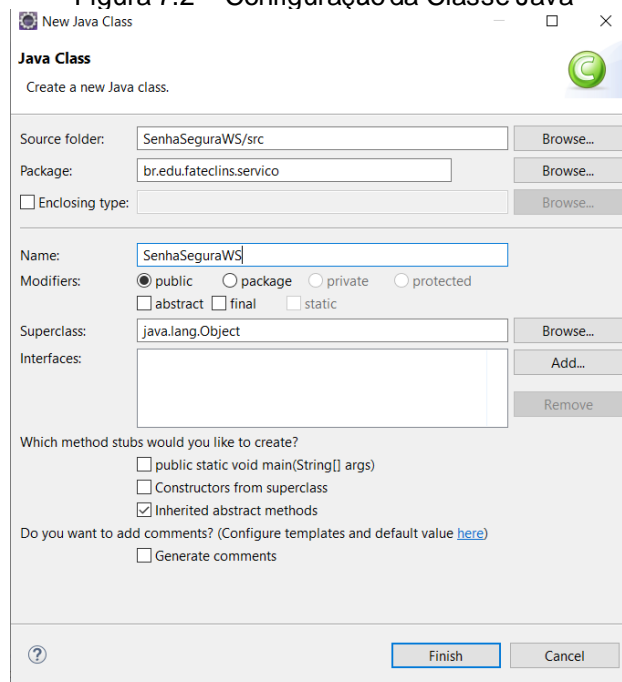 Figura 7.2 – Configuração da Classe Java
New Java Class
Java Class
Create a new Java class.
Source folder: SenhaSeguraWS/src Browse...
Package: br.edu.fateclins.servico Browse...
Enclosing type: Browse...
Name: SenhaSeguraWS
Modifiers: public package private protected
abstract final static
Superclass: java.lang.Object Browse...
Interfaces: Add...
Remove
Which method stubs would you like to create?
public static void main(String[] args)
Constructors from superclass
Inherited abstract methods
Do you want to add comments? (Configure templates and default value here)
Generate comments
Finish Cancel